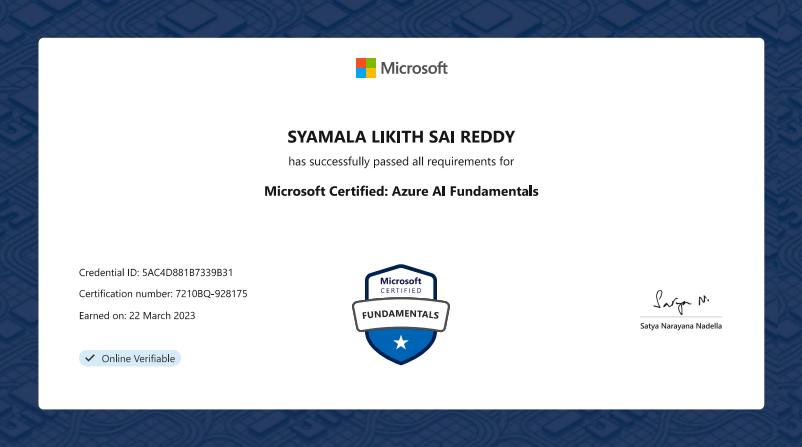 Microsoft
SYAMALA LIKITH SAI REDDY
has successfully passed all requirements for
Microsoft Certified: Azure AI Fundamentals
Credential ID: 5AC4D881B7339B31
Certification number: 7210BQ-928175
Earned on: 22 March 2023
Online Verifiable
Microsoft
CERTIFIED
FUNDAMENTALS
Satya N.
Satya Narayana Nadella